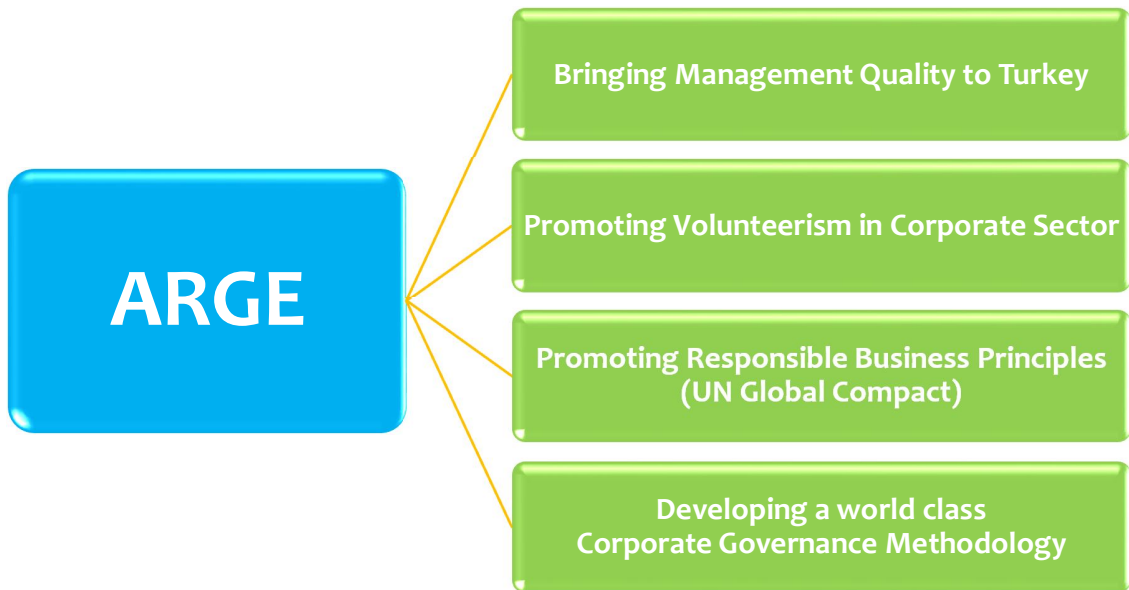 ARGE
Bringing Management Quality to Turkey
Promoting Volunteerism in Corporate Sector
Promoting Responsible Business Principles
(UN Global Compact)
Developing a world class
Corporate Governance Methodology